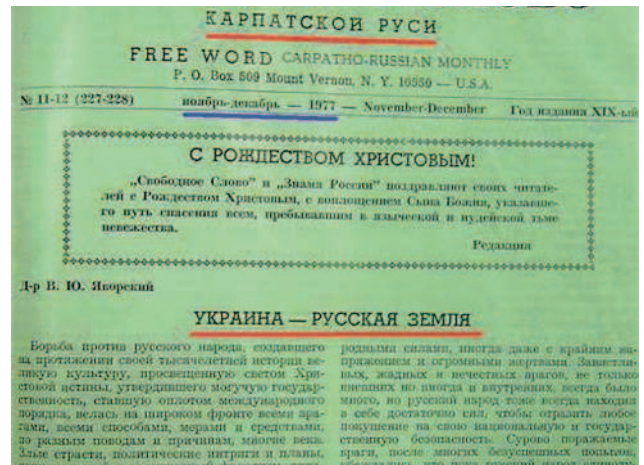 КАРПАТСКОЙ РУСИ
FREE WORD CARPATHO-RUSSIAN MONTHLY
P. O. Box 509 Mount Vernon, N. Y. 10550 — U.S.A.
№ 11-12 (227-228) ноябрь-декабрь — 1977 — November-December Год издания XIX-ый
С РОЖДЕСТВОМ ХРИСТОВЫМ!
„Свободное Слово" и „Знамя России" поздравляют своих читате-
лей с Рождеством Христовым, с воплощением Сына Божия, указавше-
го путь спасения всем, пребывавшим в языческой и иудейской тьме
невежества.
Редакция
Д-р В. Ю. Яворский
УКРАИНА — РУССКАЯ ЗЕМЛЯ
Борьба против русского народа, создавшего
на протяжении своей тысячелетней истории ве-
ликую культуру, просвещенную светом Хри-
стовой истины, утвердившего могучую государ-
ственность, ставшую оплотом международного
порядка, велась на широком фронте всеми вра-
гами, всеми способами, мерами и средствами,
по разным поводам и причинам, многие века.
Злые страсти, политические интриги и планы,
родными силами, иногда даже с крайним на-
пряжением и огромными жертвами. Завистли-
вых, жадных и нечестных врагов, не только
внешних но иногда и внутренних, всегда было
много, но русский народ тоже всегда находил
в себе достаточно сил, чтобы отразить любое
покушение на свою национальную и государ-
ственную безопасность. Сурово поражаемые
враги, после многих безуспешных попыток,